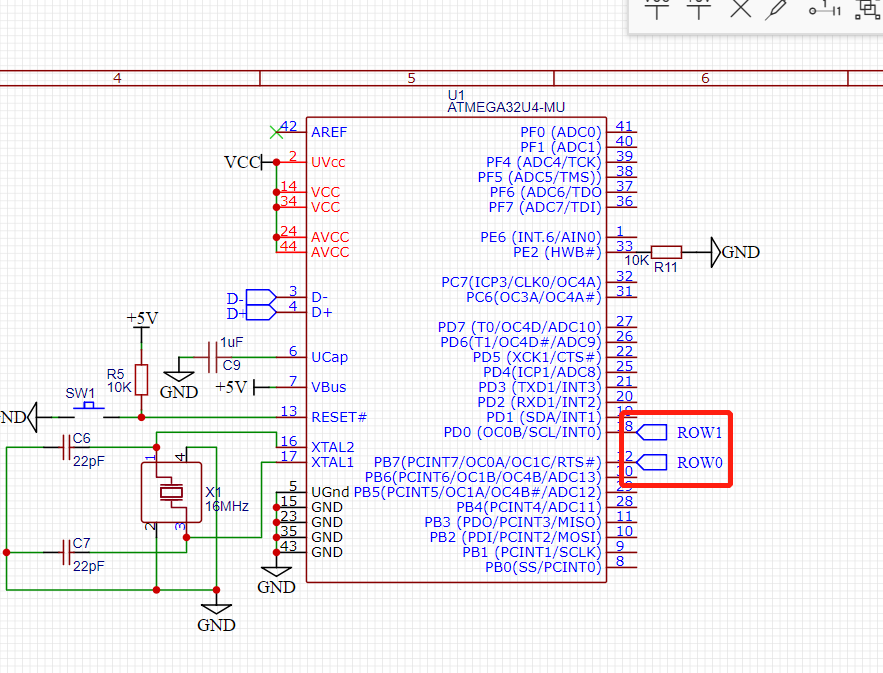 4 5 6
U1
ATMEGA32U4-MU
42 AREF PF0 (ADC0) 41
PF1 (ADC1) 40
VCC 2 UVcc PF4 (ADC4/TCK) 39
PF5 (ADC5/TMS)) 38
14 VCC PF6 (ADC6/TDO 37
34 VCC PF7 (ADC7/TDI) 36
24 AVCC PE6 (INT.6/AIN0) 1
44 AVCC PE2 (HWB#) 33 GND
10K R11
PC7(ICP3/CLK0/OC4A) 32
D- 3 D- PC6(OC3A/OC4A#) 31
D+ 4 D+
+5V
PD7 (T0/OC4D/ADC10) 27
1uF PD6(T1/OC4D#/ADC9) 26
6 UCap PD5 (XCK1/CTS#) 22
C9
R5 PD4(ICP1/ADC8) 25
10K GND +5V 7 VBus PD3 (TXD1/INT3) 21
SW1 PD2 (RXD1/INT2) 20
13 RESET# PD1 (SDA/INT1)
PD0 (OC0B/SCL/INT0) ROW1
C6 16 XTAL2
22pF 1 4 17 XTAL1 PB7(PCINT7/OC0A/OC1C/RTS#) ROW0
PB6(PCINT6/OC1B/OC4B/ADC13)
X1 5 UGnd PB5(PCINT5/OC1A/OC4B#/ADC12)
16MHz 15 GND PB4(PCINT4/ADC11) 28
2 3 23 GND PB3 (PDO/PCINT3/MISO) 11
35 GND PB2 (PDI/PCINT2/MOSI) 10
C7 43 GND PB1 (PCINT1/SCLK) 9
22pF PB0(SS/PCINT0) 8
GND
GND